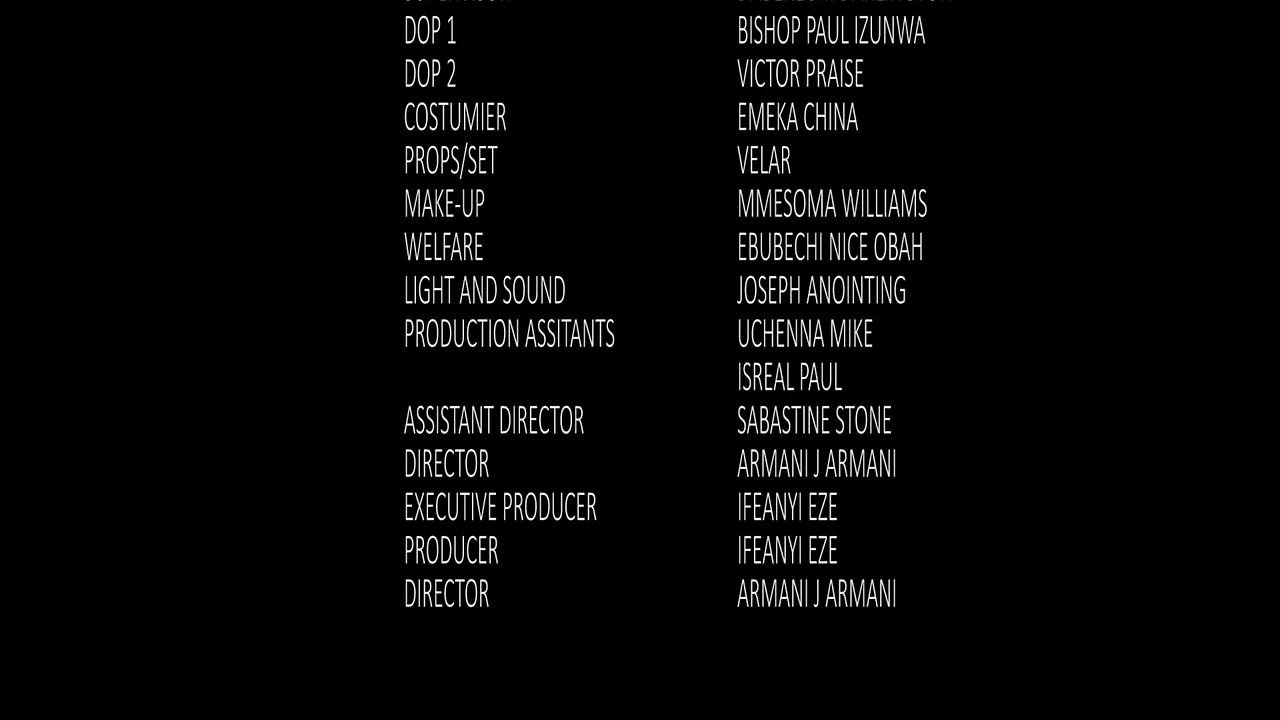 DOP 1 BISHOP PAUL IZUNWA
DOP 2 VICTOR PRAISE
COSTUMIER EMEKA CHINA
PROPS/SET VELAR
MAKE-UP MMESOMA WILLIAMS
WELFARE EBUBECHI NICE OBAH
LIGHT AND SOUND JOSEPH ANOINTING
PRODUCTION ASSITANTS UCHENNA MIKE
ISREAL PAUL
ASSISTANT DIRECTOR SABASTINE STONE
DIRECTOR ARMANI J ARMANI
EXECUTIVE PRODUCER IFEANYI EZE
PRODUCER IFEANYI EZE
DIRECTOR ARMANI J ARMANI